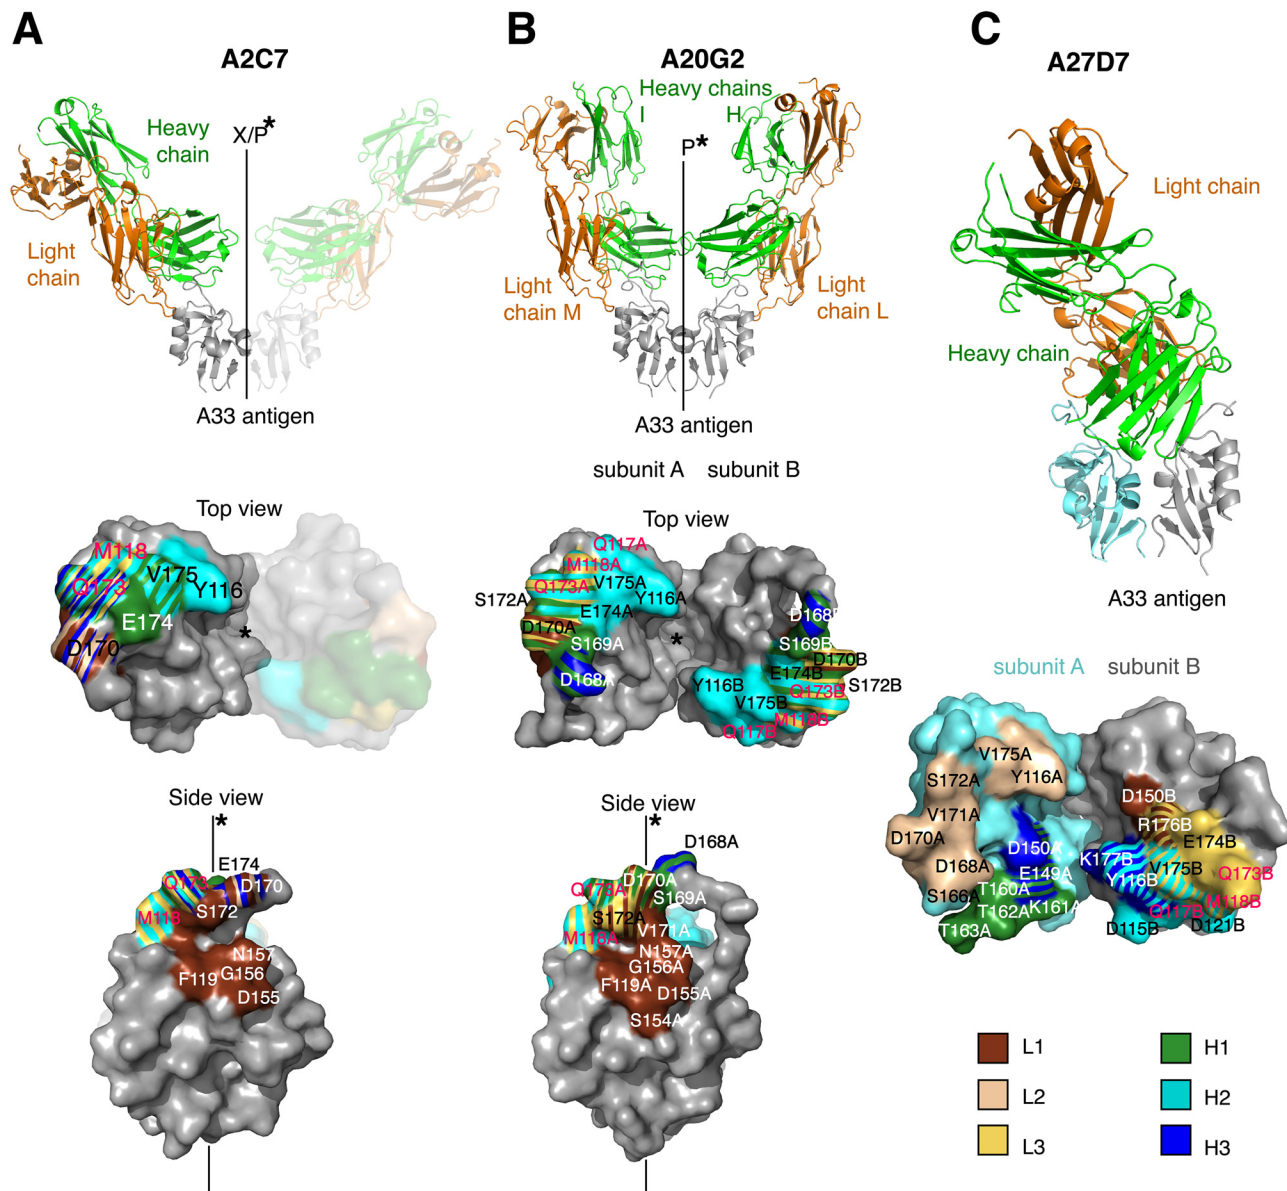 A
A2C7
Heavy
chain
X/P*
Light
chain
A33 antigen
Top view
M118
Q173
V175
Y116
E174
D170
*
Side view
*
E174
Q173
D170
S172
M118
N157
G156
F119
D155
B
A20G2
Heavy chains
I
H
P*
Light
chain M
Light
chain L
A33 antigen
subunit A
subunit B
Top view
Q117A
M118A
Q173A
V175A
S172A
Y116A
E174A
D170A
S169A
D168A
*
D168B
S169B
D170B
E174B
Y116B
S172B
Q173B
V175B
M118B
Q117B
Side view
*
D168A
Q173A
D170A
S169A
S172A
V171A
M118A
N157A
G156A
F119A
D155A
S154A
C
A27D7
Light chain
Heavy chain
A33 antigen
subunit A
subunit B
V175A
Y116A
S172A
V171A
D170A
D150A
D168A
E149A
S166A
T160A
T162A
K161A
T163A
D150B
R176B
E174B
K177B
V175B
Y116B
Q173B
M118B
Q117B
D115B
D121B
L1
H1
L2
H2
L3
H3